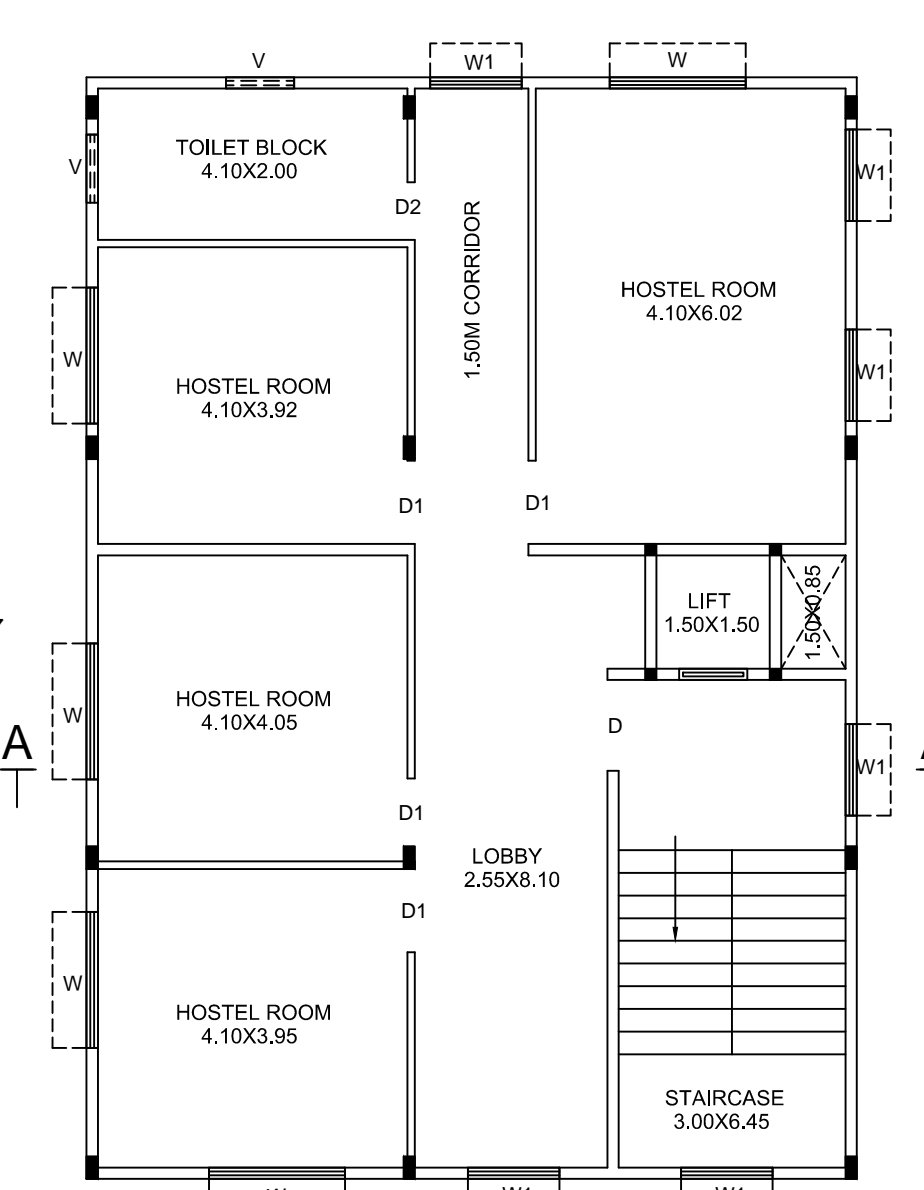 V
W1
W
TOILET BLOCK
4.10X2.00
V
W1
D2
1.50M CORRIDOR
HOSTEL ROOM
4.10X6.02
W
HOSTEL ROOM
4.10X3.92
W1
D1
D1
LIFT
1.50X1.50
1.50X0.85
HOSTEL ROOM
4.10X4.05
W
D
A
W1
D1
LOBBY
2.55X8.10
D1
W
HOSTEL ROOM
4.10X3.95
STAIRCASE
3.00X6.45
W1
W1